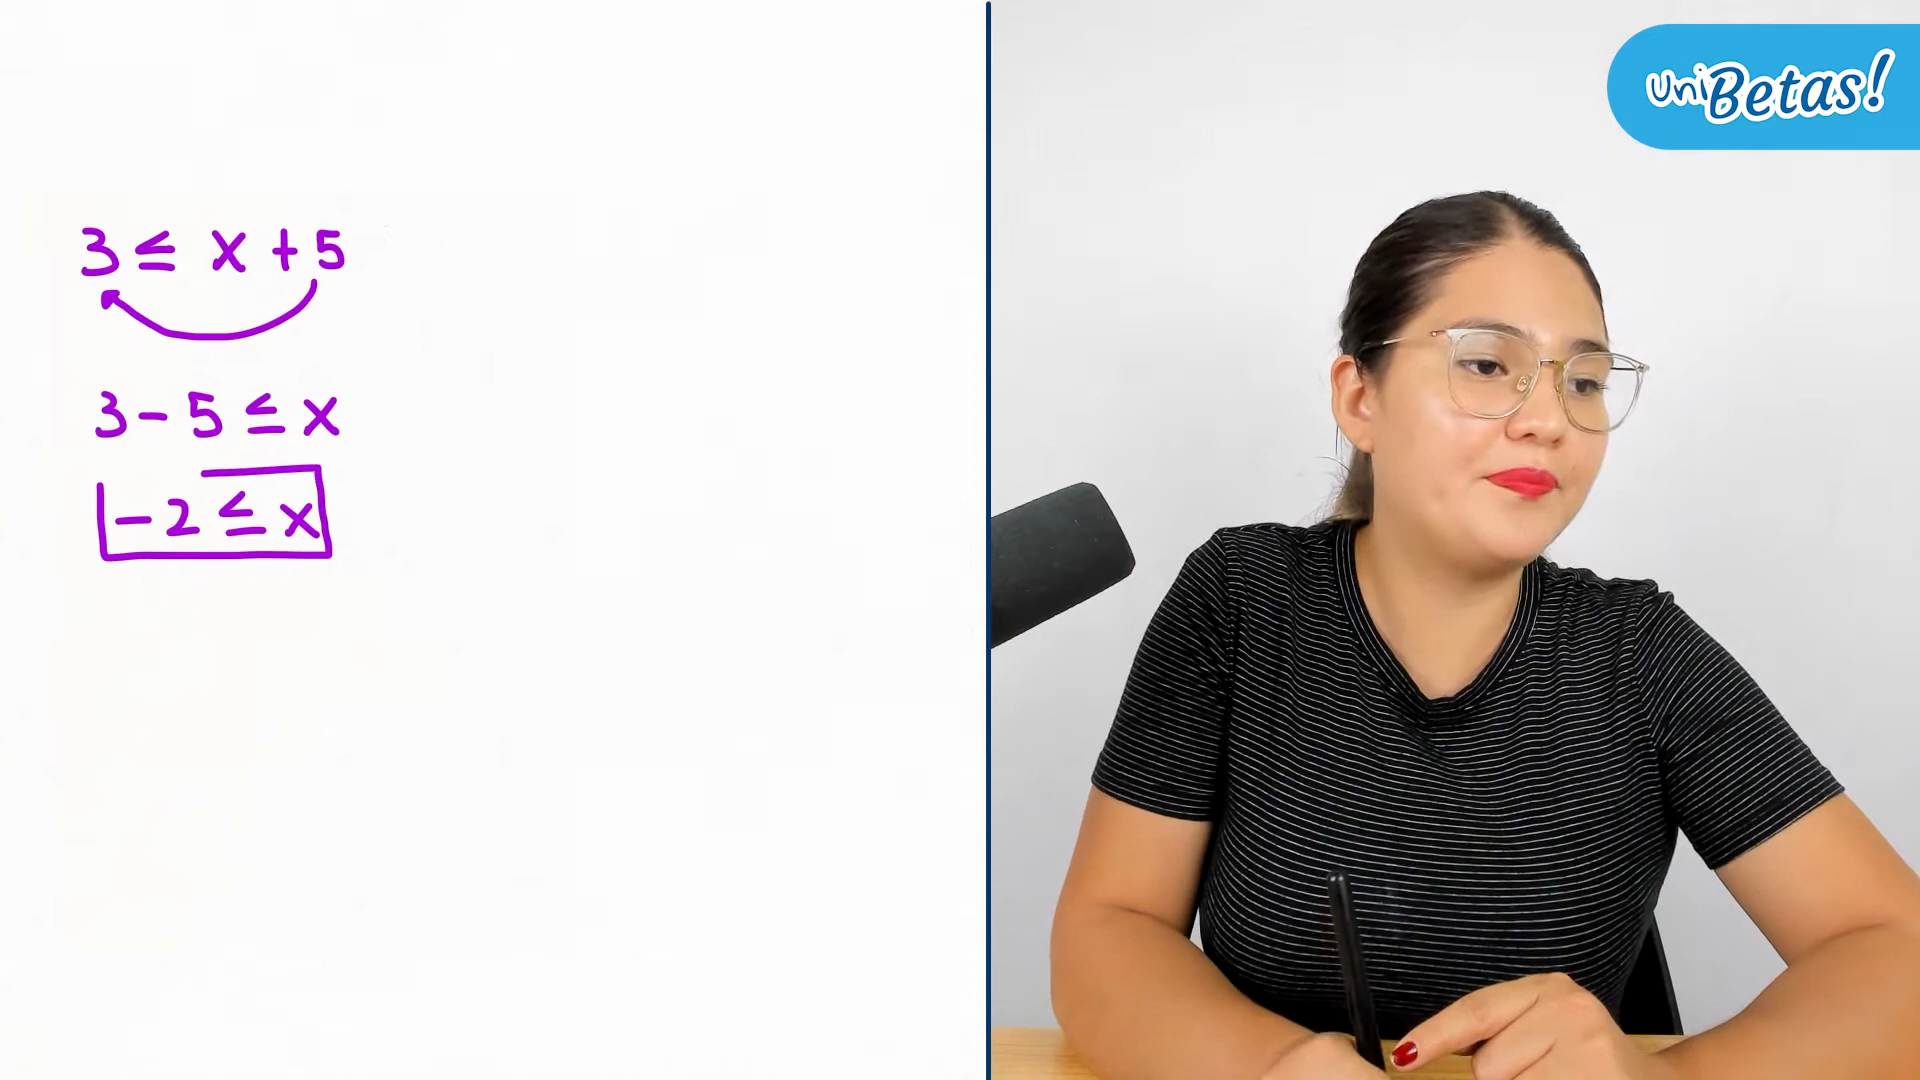 3 ≤ x + 5
3 - 5 ≤ x
- 2 ≤ x
uniBetas!